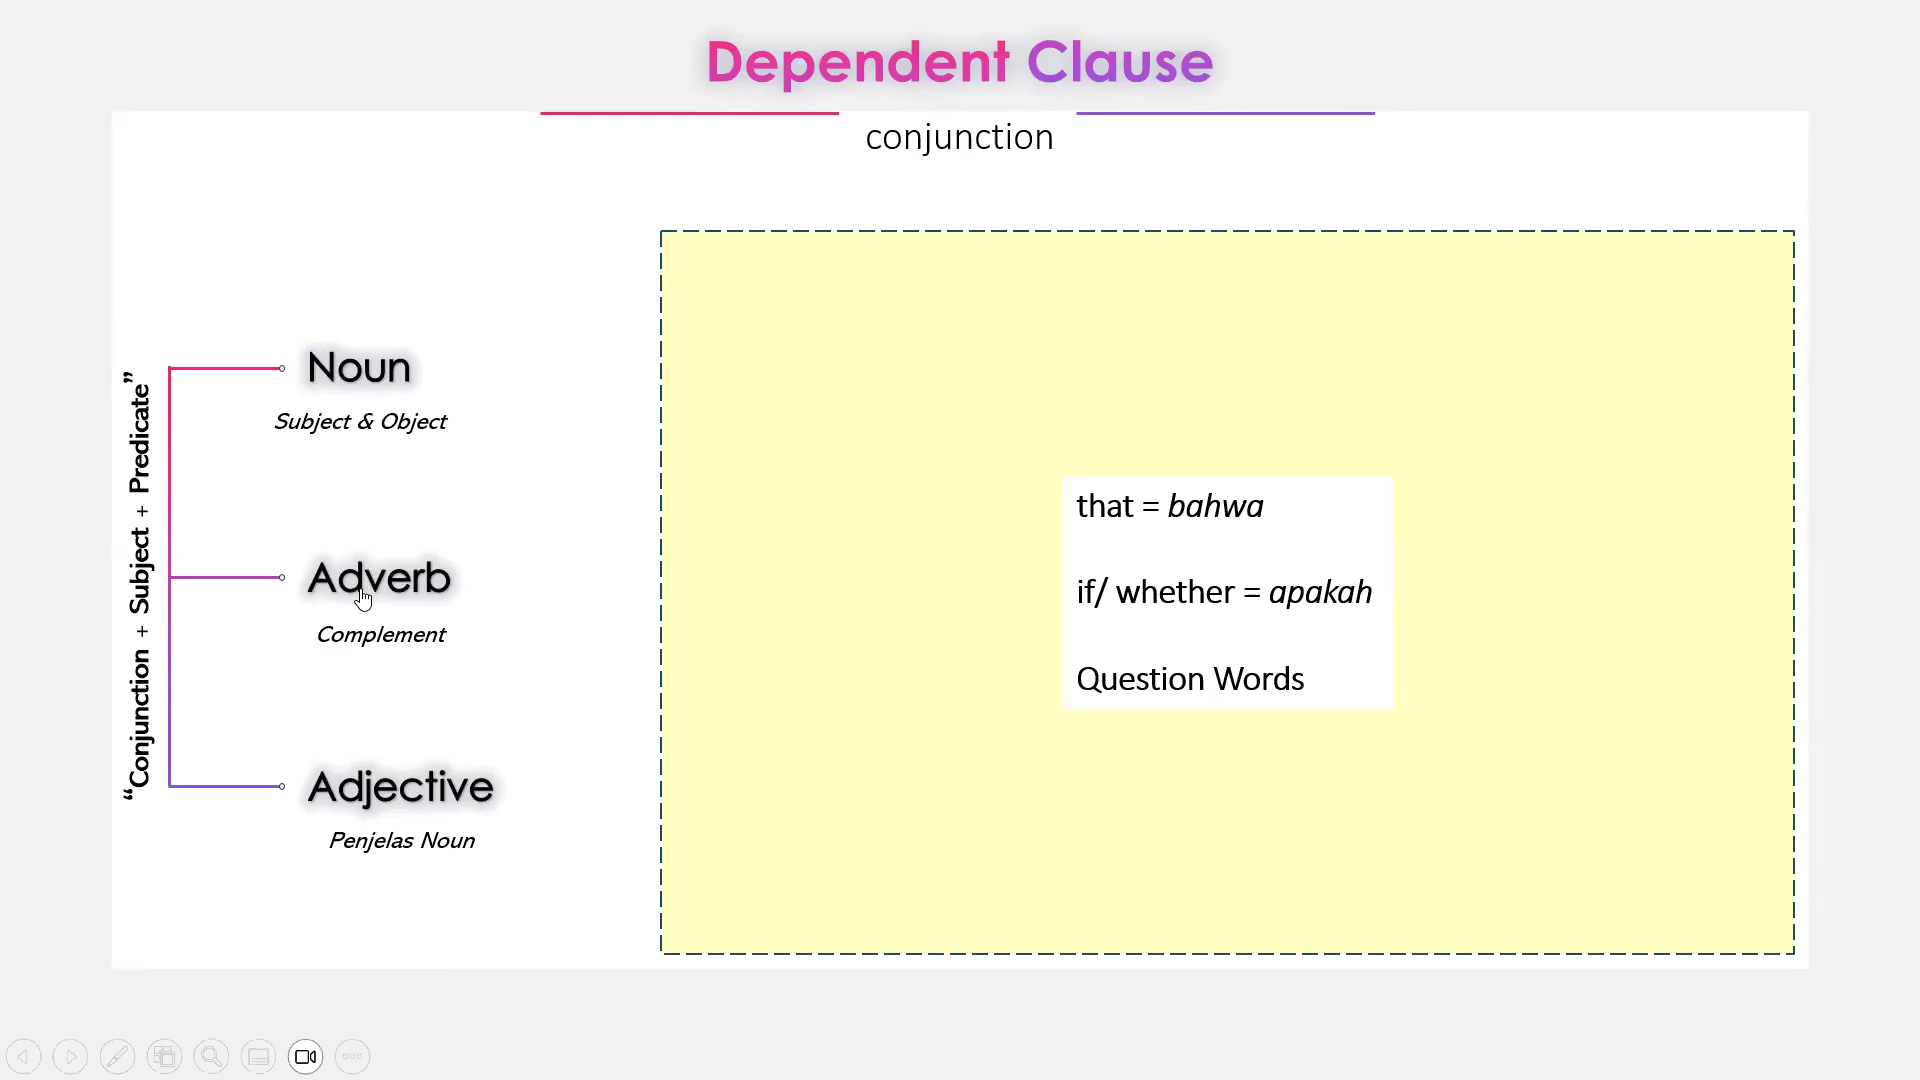 Dependent Clause
conjunction
“Conjunction + Subject + Predicate”
Noun
Subject & Object
Adverb
Complement
Adjective
Penjelas Noun
that = bahwa
if/ whether = apakah
Question Words